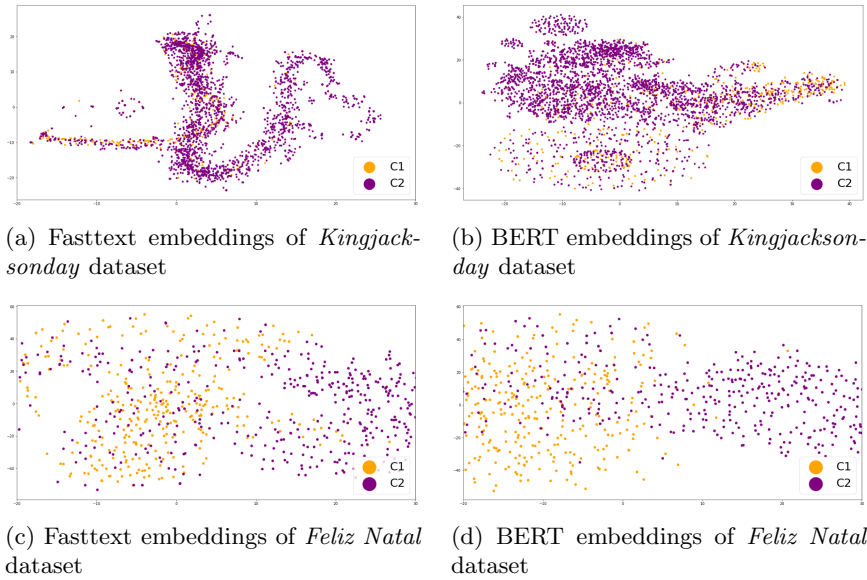 C1
C2
C1
C2
(a) Fasttext embeddings of Kingjack-
sonday dataset
(b) BERT embeddings of Kingjackson-
day dataset
C1
C2
C1
C2
(c) Fasttext embeddings of Feliz Natal
dataset
(d) BERT embeddings of Feliz Natal
dataset